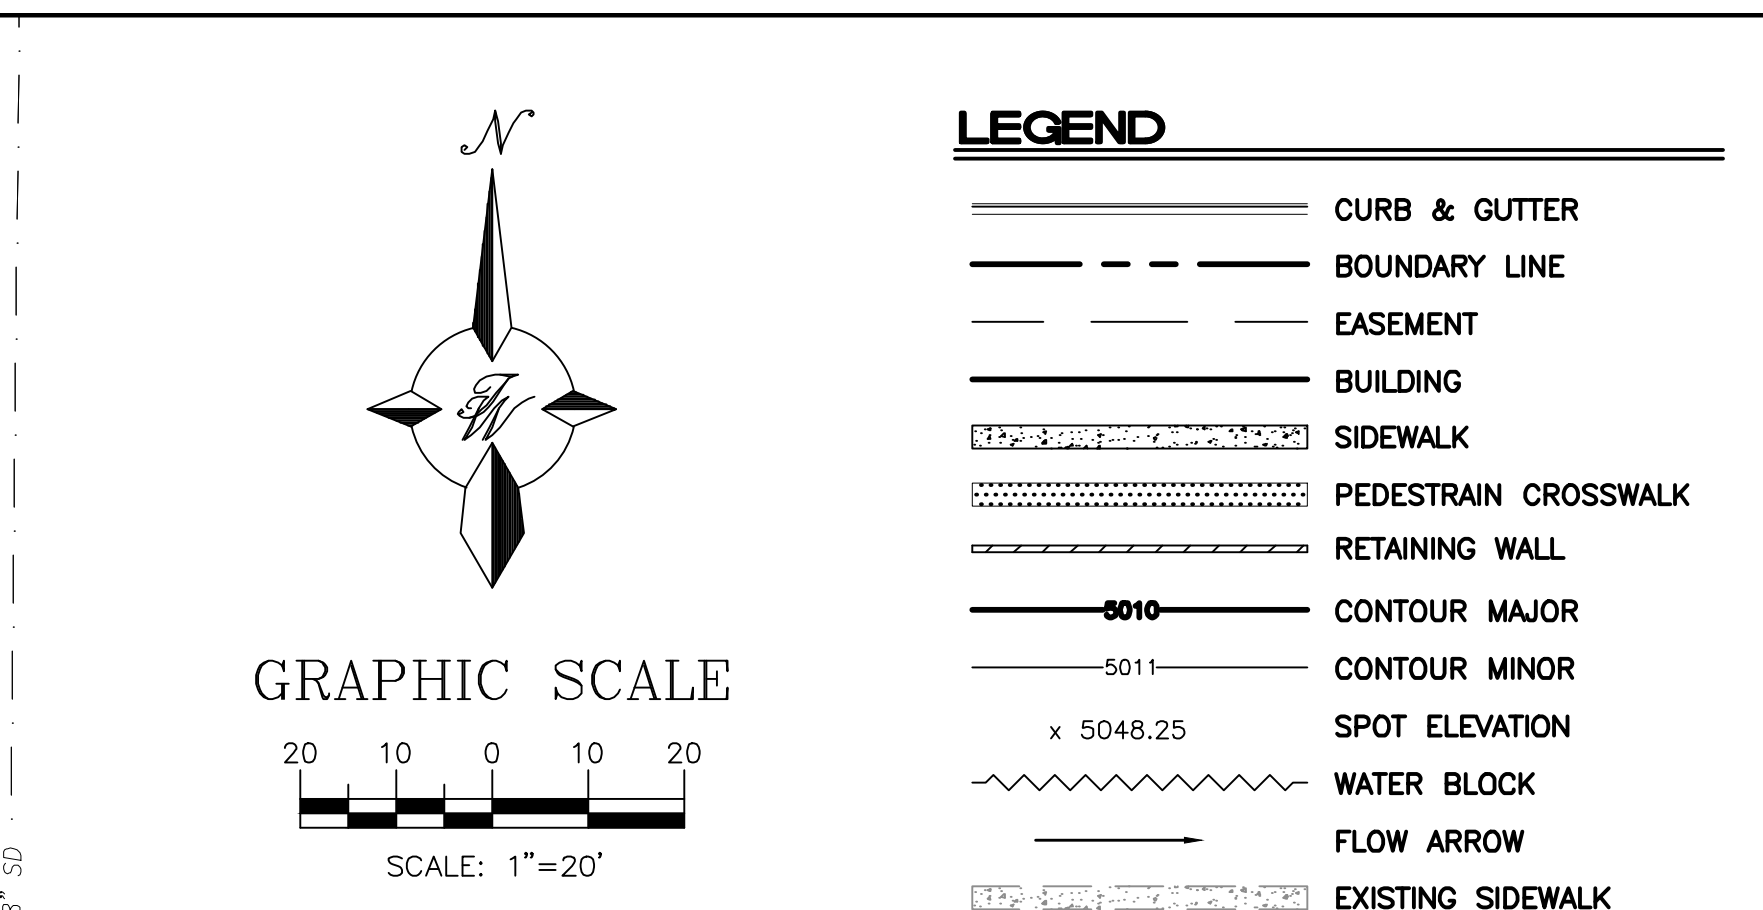 N
TW
GRAPHIC SCALE
20 10 0 10 20
SCALE: 1"=20'
SD
LEGEND
CURB & GUTTER
BOUNDARY LINE
EASEMENT
BUILDING
SIDEWALK
PEDESTRAIN CROSSWALK
RETAINING WALL
5010 CONTOUR MAJOR
5011 CONTOUR MINOR
x 5048.25 SPOT ELEVATION
WATER BLOCK
FLOW ARROW
EXISTING SIDEWALK